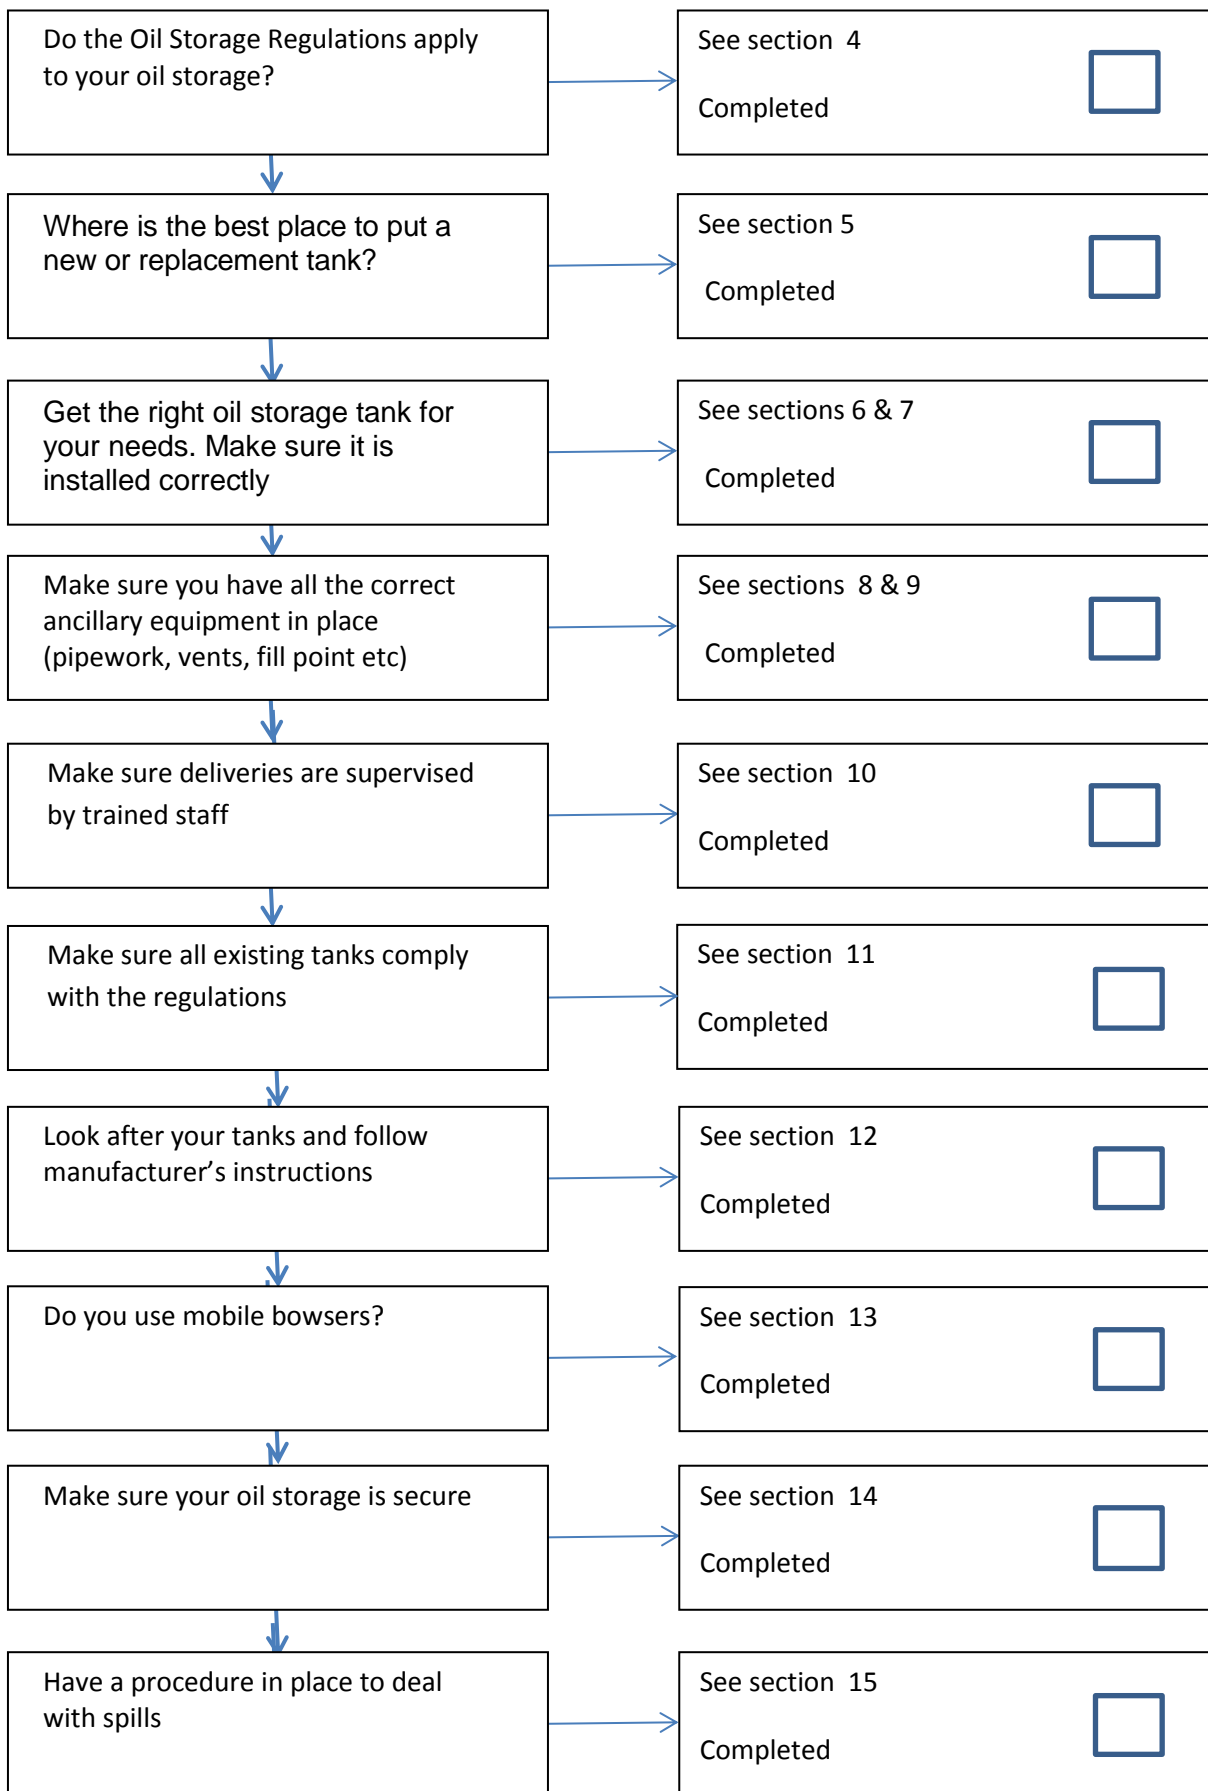 Do the Oil Storage Regulations apply
to your oil storage?
See section 4
Completed
Where is the best place to put a
new or replacement tank?
See section 5
Completed
Get the right oil storage tank for
your needs. Make sure it is
installed correctly
See sections 6 & 7
Completed
Make sure you have all the correct
ancillary equipment in place
(pipework, vents, fill point etc)
See sections 8 & 9
Completed
Make sure deliveries are supervised
by trained staff
See section 10
Completed
Make sure all existing tanks comply
with the regulations
See section 11
Completed
Look after your tanks and follow
manufacturer’s instructions
See section 12
Completed
Do you use mobile bowsers?
See section 13
Completed
Make sure your oil storage is secure
See section 14
Completed
Have a procedure in place to deal
with spills
See section 15
Completed